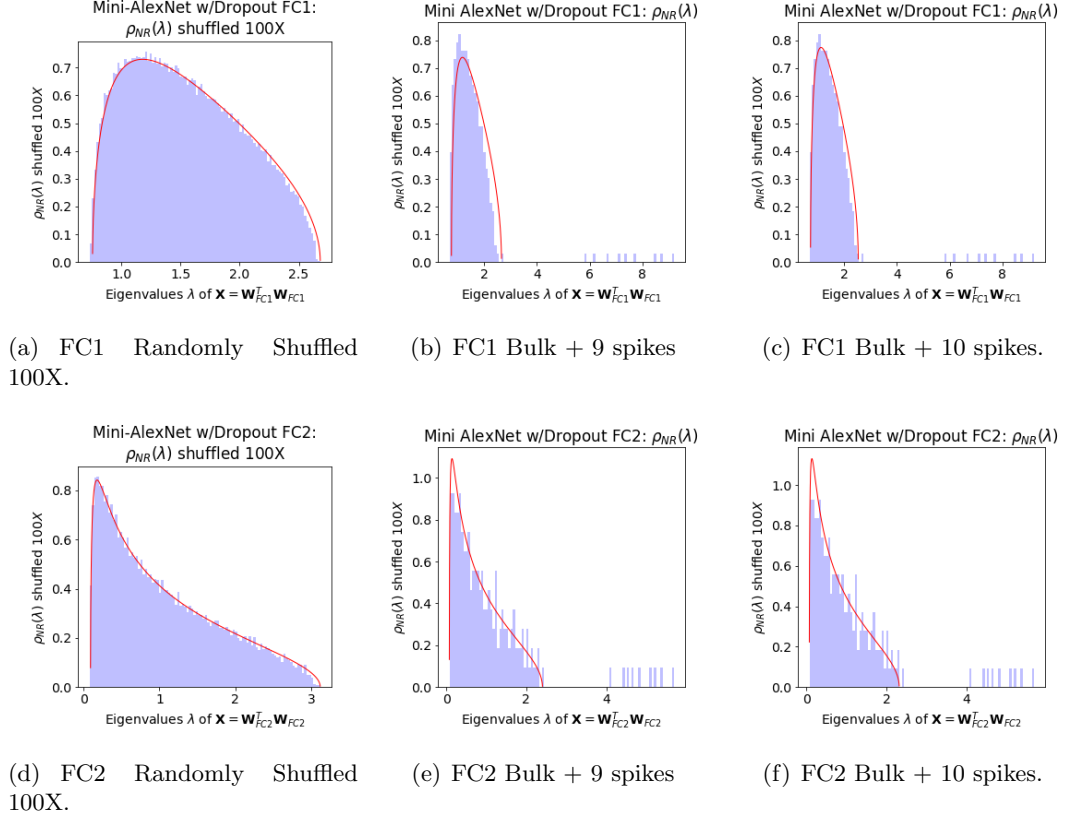 Mini-AlexNet w/Dropout FC1:
ρNR(λ) shuffled 100X
ρNR(λ) shuffled 100X
0.7
0.6
0.5
0.4
0.3
0.2
0.1
0.0
1.0 1.5 2.0 2.5
Eigenvalues λ of X = W^T_FC1 W_FC1
Mini AlexNet w/Dropout FC1: ρNR(λ)
ρNR(λ) shuffled 100X
0.8
0.7
0.6
0.5
0.4
0.3
0.2
0.1
0.0
2 4 6 8
Eigenvalues λ of X = W^T_FC1 W_FC1
Mini AlexNet w/Dropout FC1: ρNR(λ)
ρNR(λ) shuffled 100X
0.8
0.7
0.6
0.5
0.4
0.3
0.2
0.1
0.0
2 4 6 8
Eigenvalues λ of X = W^T_FC1 W_FC1
(a) FC1 Randomly Shuffled
100X.
(b) FC1 Bulk + 9 spikes
(c) FC1 Bulk + 10 spikes.
Mini-AlexNet w/Dropout FC2:
ρNR(λ) shuffled 100X
ρNR(λ) shuffled 100X
0.8
0.6
0.4
0.2
0.0
0 1 2 3
Eigenvalues λ of X = W^T_FC2 W_FC2
Mini AlexNet w/Dropout FC2: ρNR(λ)
ρNR(λ) shuffled 100X
1.0
0.8
0.6
0.4
0.2
0.0
0 2 4
Eigenvalues λ of X = W^T_FC2 W_FC2
Mini AlexNet w/Dropout FC2: ρNR(λ)
ρNR(λ) shuffled 100X
1.0
0.8
0.6
0.4
0.2
0.0
0 2 4
Eigenvalues λ of X = W^T_FC2 W_FC2
(d) FC2 Randomly Shuffled
100X.
(e) FC2 Bulk + 9 spikes
(f) FC2 Bulk + 10 spikes.